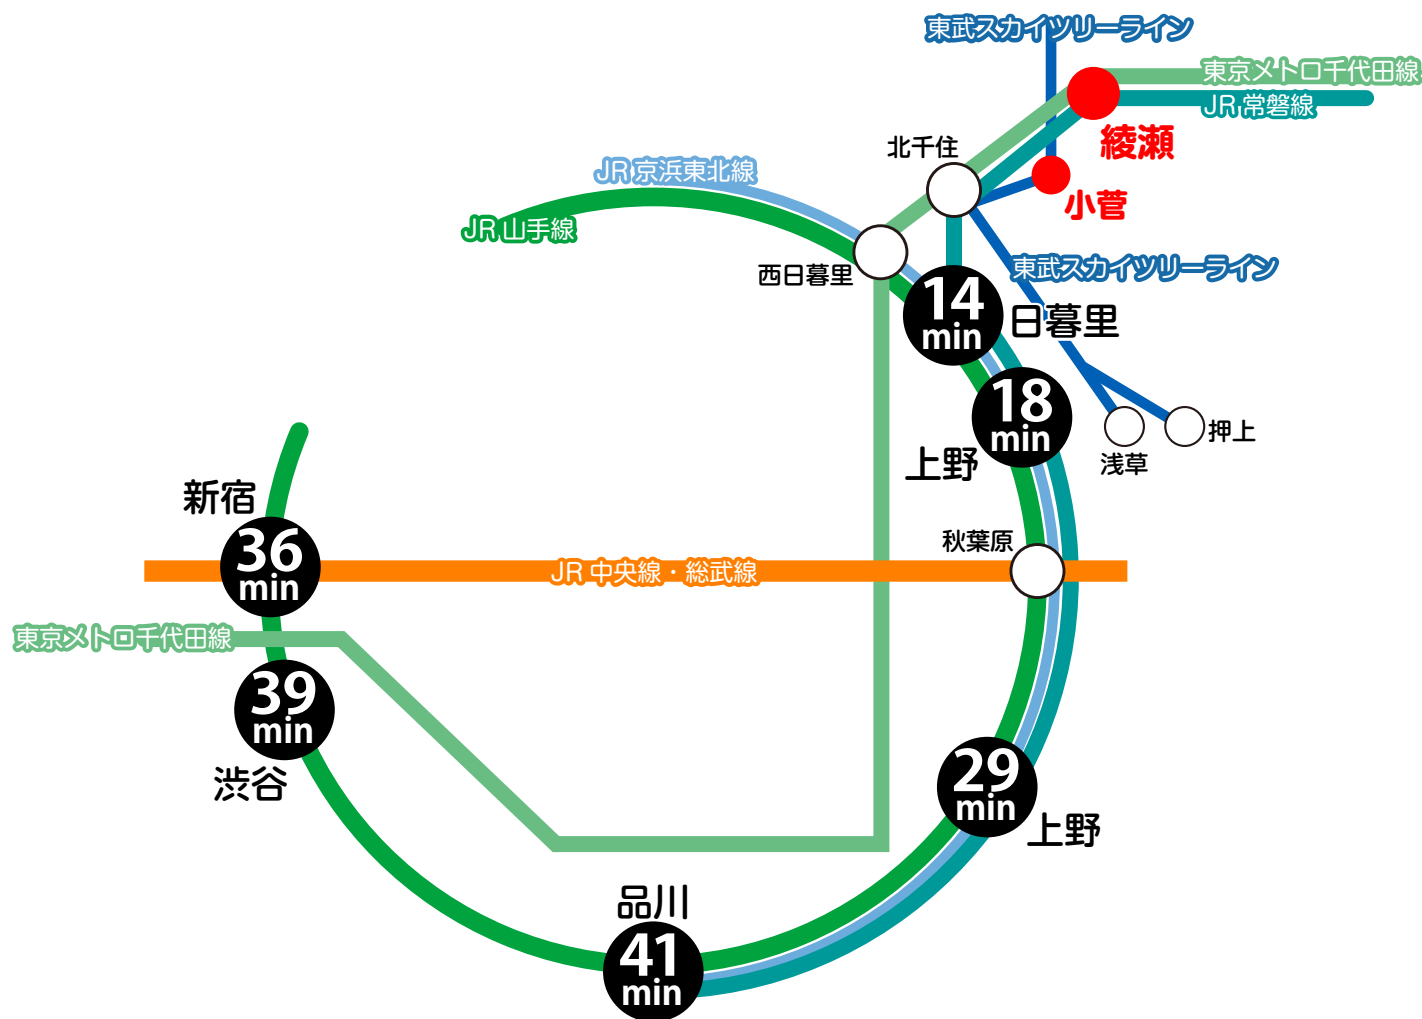 東武スカイツリーライン
東京メトロ千代田線
JR 常磐線
綾瀬
北千住
JR 京浜東北線
小菅
JR 山手線
西日暮里
東武スカイツリーライン
14
min
日暮里
18
min
押上
浅草
上野
新宿
36
min
秋葉原
JR 中央線・総武線
東京メトロ千代田線
39
min
渋谷
29
min
上野
品川
41
min